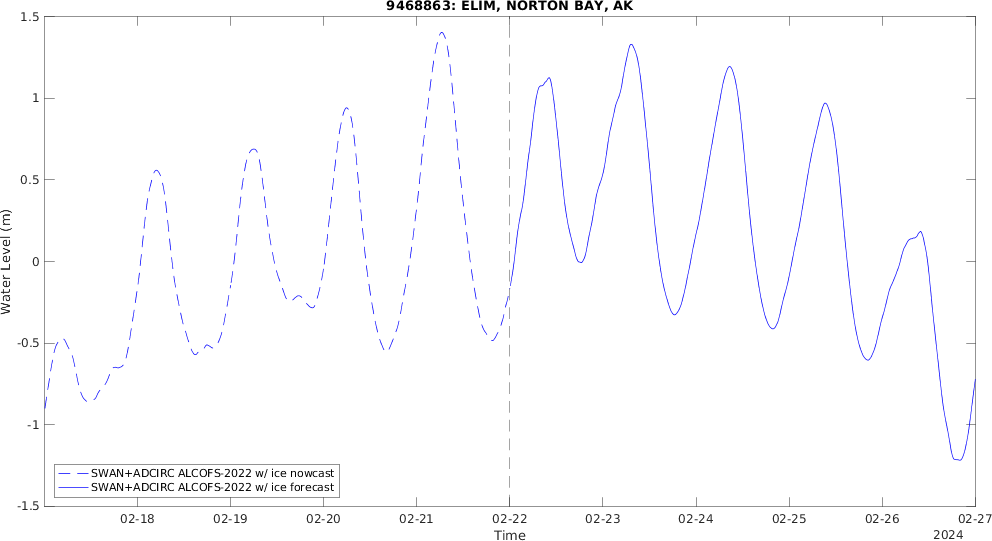 9468863: ELIM, NORTON BAY, AK
1.5
1
0.5
0
-0.5
-1
-1.5
Water Level (m)
SWAN+ADCIRC ALCOFS-2022 w/ ice nowcast
SWAN+ADCIRC ALCOFS-2022 w/ ice forecast
02-18 02-19 02-20 02-21 02-22 02-23 02-24 02-25 02-26 02-27
Time
2024